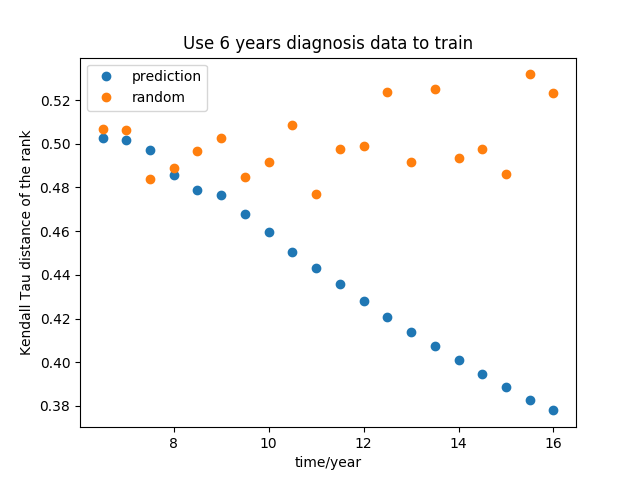 Use 6 years diagnosis data to train
prediction
random
Kendall Tau distance of the rank
0.52
0.50
0.48
0.46
0.44
0.42
0.40
0.38
8 10 12 14 16
time/year